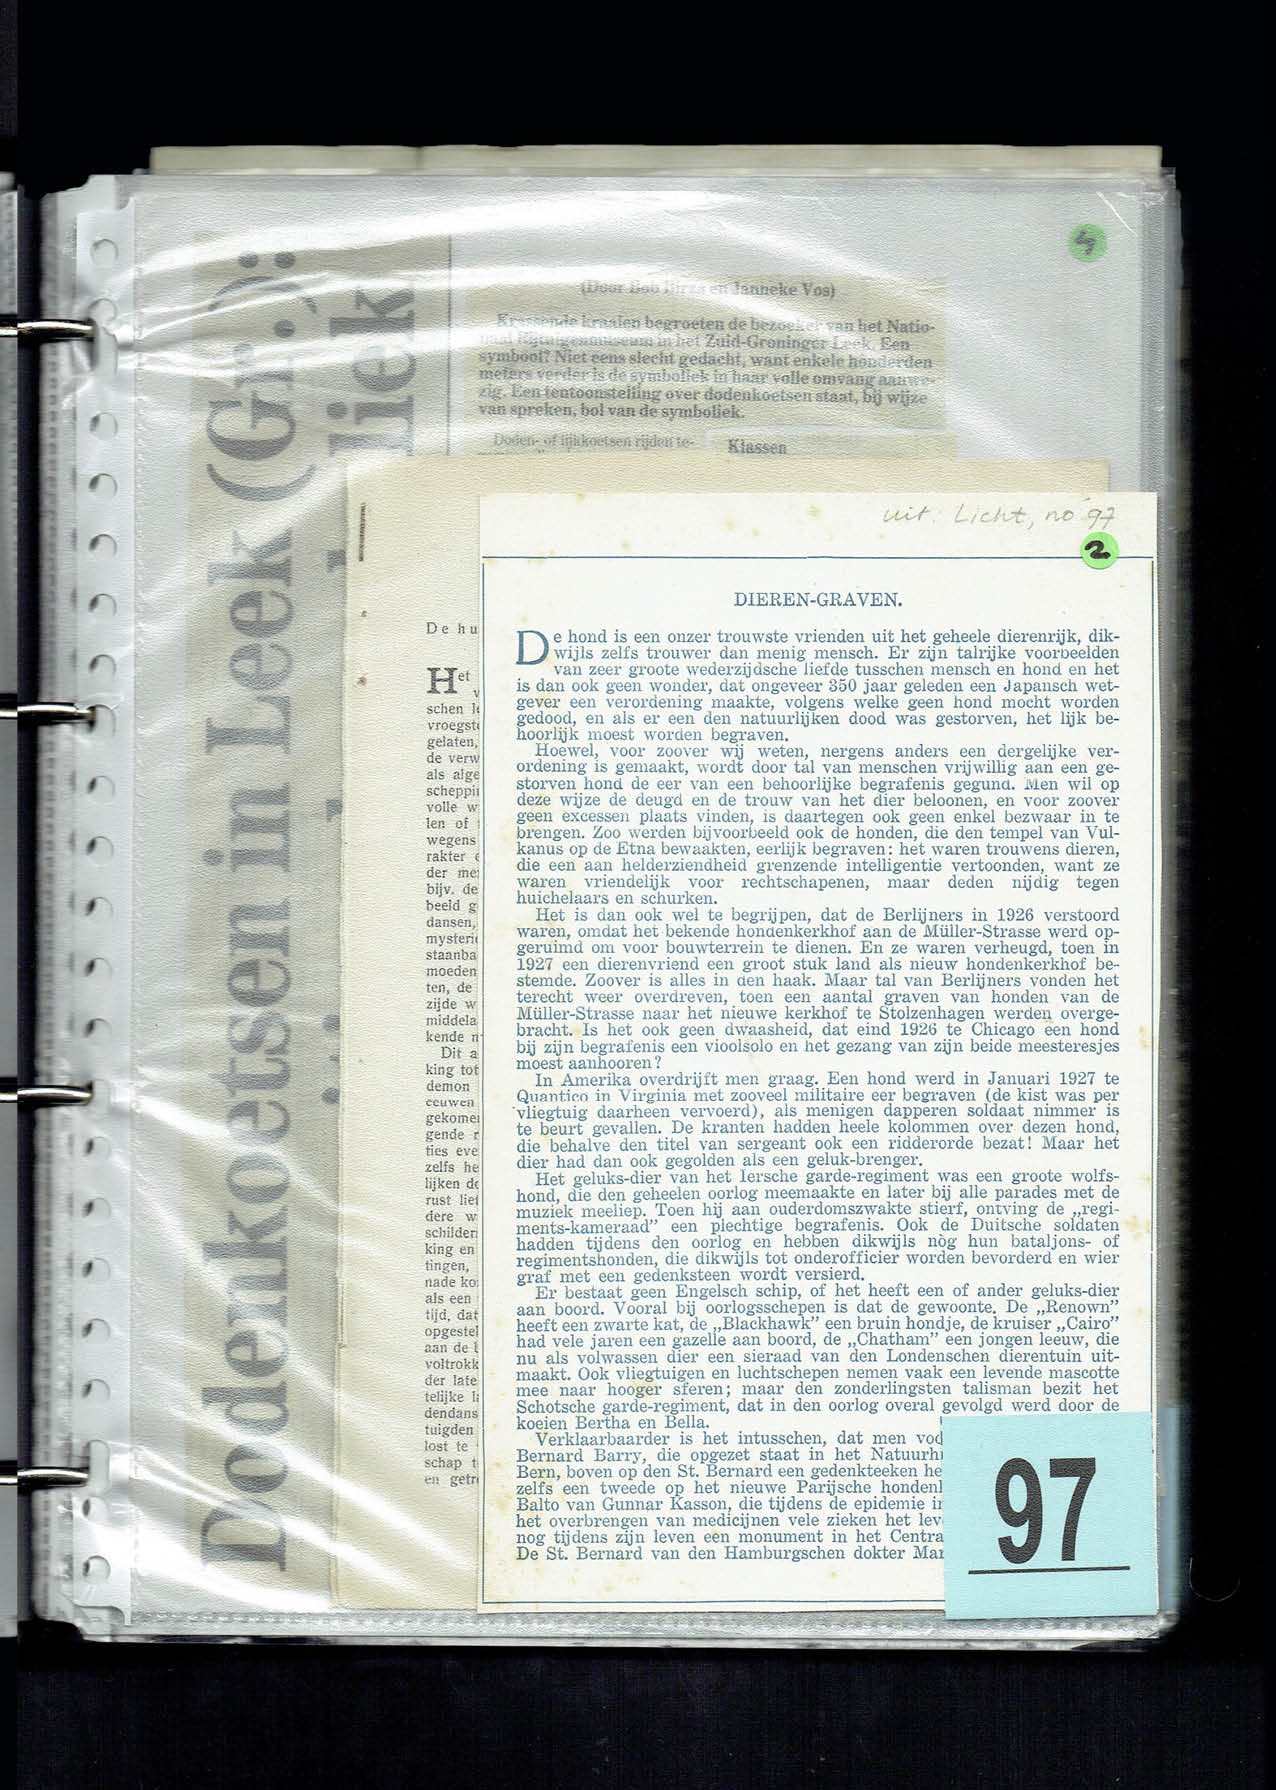 Dodenkoetsen in Leek (Gr.):
liek
4
(Door Bob Birza en Janneke Vos)
Krassende kraaien begroeten de bezoeker van het Natio-
naal Rijtuigenmuseum in het Zuid-Groninger Leek. Een
symbool? Niet eens slecht gedacht, want enkele honderden
meters verder is de symboliek in haar volle omvang aanwe-
zig. Een tentoonstelling over dodenkoetsen staat, bij wijze
van spreken, bol van de symboliek.
Doden- of lijkkoetsen rijden te-
Klassen
De hu
Het
v
schen l
vroegst
gelaten,
de verw
als alge
scheppi
volle w
len of
wegens
rakter
der me
bijv. de
beeld g
dansen,
mysteri
staanba
moeden
ten, de
zijde w
middela
kende n
Dit a
king tot
demon
eeuwen
gekome
gende r
ties eve
zelfs he
lijken d
rust lie
dere w
schilder
king en
tingen,
nade ko
als een
tijd, dat
opgestel
aan de
voltrokk
der late
telijke l
dendans
tuigden
lost te
schap t
en getr
uit: Licht, no 97
2
DIEREN-GRAVEN.
De hond is een onzer trouwste vrienden uit het geheele dierenrijk, dik-
wijls zelfs trouwer dan menig mensch. Er zijn talrijke voorbeelden
van zeer groote wederzijdsche liefde tusschen mensch en hond en het
is dan ook geen wonder, dat ongeveer 350 jaar geleden een Japansch wet-
gever een verordening maakte, volgens welke geen hond mocht worden
gedood, en als er een den natuurlijken dood was gestorven, het lijk be-
hoorlijk moest worden begraven.
Hoewel, voor zoover wij weten, nergens anders een dergelijke ver-
ordening is gemaakt, wordt door tal van menschen vrijwillig aan een ge-
storven hond de eer van een behoorlijke begrafenis gegund. Men wil op
deze wijze de deugd en de trouw van het dier beloonen, en voor zoover
geen excessen plaats vinden, is daartegen ook geen enkel bezwaar in te
brengen. Zoo werden bijvoorbeeld ook de honden, die den tempel van Vul-
kanus op de Etna bewaakten, eerlijk begraven: het waren trouwens dieren,
die een aan helderziendheid grenzende intelligentie vertoonden, want ze
waren vriendelijk voor rechtschapenen, maar deden nijdig tegen
huichelaars en schurken.
Het is dan ook wel te begrijpen, dat de Berlijners in 1926 verstoord
waren, omdat het bekende hondenkerkhof aan de Müller-Strasse werd op-
geruimd om voor bouwterrein te dienen. En ze waren verheugd, toen in
1927 een dierenvriend een groot stuk land als nieuw hondenkerkhof be-
stemde. Zoover is alles in den haak. Maar tal van Berlijners vonden het
terecht weer overdreven, toen een aantal graven van honden van de
Müller-Strasse naar het nieuwe kerkhof te Stolzenhagen werden overge-
bracht. Is het ook geen dwaasheid, dat eind 1926 te Chicago een hond
bij zijn begrafenis een vioolsolo en het gezang van zijn beide meesteresjes
moest aanhooren?
In Amerika overdrijft men graag. Een hond werd in Januari 1927 te
Quantico in Virginia met zooveel militaire eer begraven (de kist was per
vliegtuig daarheen vervoerd), als menigen dapperen soldaat nimmer is
te beurt gevallen. De kranten hadden heele kolommen over dezen hond,
die behalve den titel van sergeant ook een ridderorde bezat! Maar het
dier had dan ook gegolden als een geluk-brenger.
Het geluks-dier van het Iersche garde-regiment was een groote wolfs-
hond, die den geheelen oorlog meemaakte en later bij alle parades met de
muziek meeliep. Toen hij aan ouderdomszwakte stierf, ontving de „regi-
ments-kameraad” een plechtige begrafenis. Ook de Duitsche soldaten
hadden tijdens den oorlog en hebben dikwijls nòg hun bataljons- of
regimentshonden, die dikwijls tot onderofficier worden bevorderd en wier
graf met een gedenksteen wordt versierd.
Er bestaat geen Engelsch schip, of het heeft een of ander geluks-dier
aan boord. Vooral bij oorlogsschepen is dat de gewoonte. De „Renown”
heeft een zwarte kat, de „Blackhawk” een bruin hondje, de kruiser „Cairo”
had vele jaren een gazelle aan boord, de „Chatham” een jongen leeuw, die
nu als volwassen dier een sieraad van den Londenschen dierentuin uit-
maakt. Ook vliegtuigen en luchtschepen nemen vaak een levende mascotte
mee naar hooger sferen; maar den zonderlingsten talisman bezit het
Schotsche garde-regiment, dat in den oorlog overal gevolgd werd door de
koeien Bertha en Bella.
Verklaarbaarder is het intusschen, dat men voo
Bernard Barry, die opgezet staat in het Natuurhi
Bern, boven op den St. Bernard een gedenkteeken he
zelfs een tweede op het nieuwe Parijsche hondenl
Balto van Gunnar Kasson, die tijdens de epidemie i
het overbrengen van medicijnen vele zieken het lev
nog tijdens zijn leven een monument in het Centra
De St. Bernard van den Hamburgschen dokter Mar
97